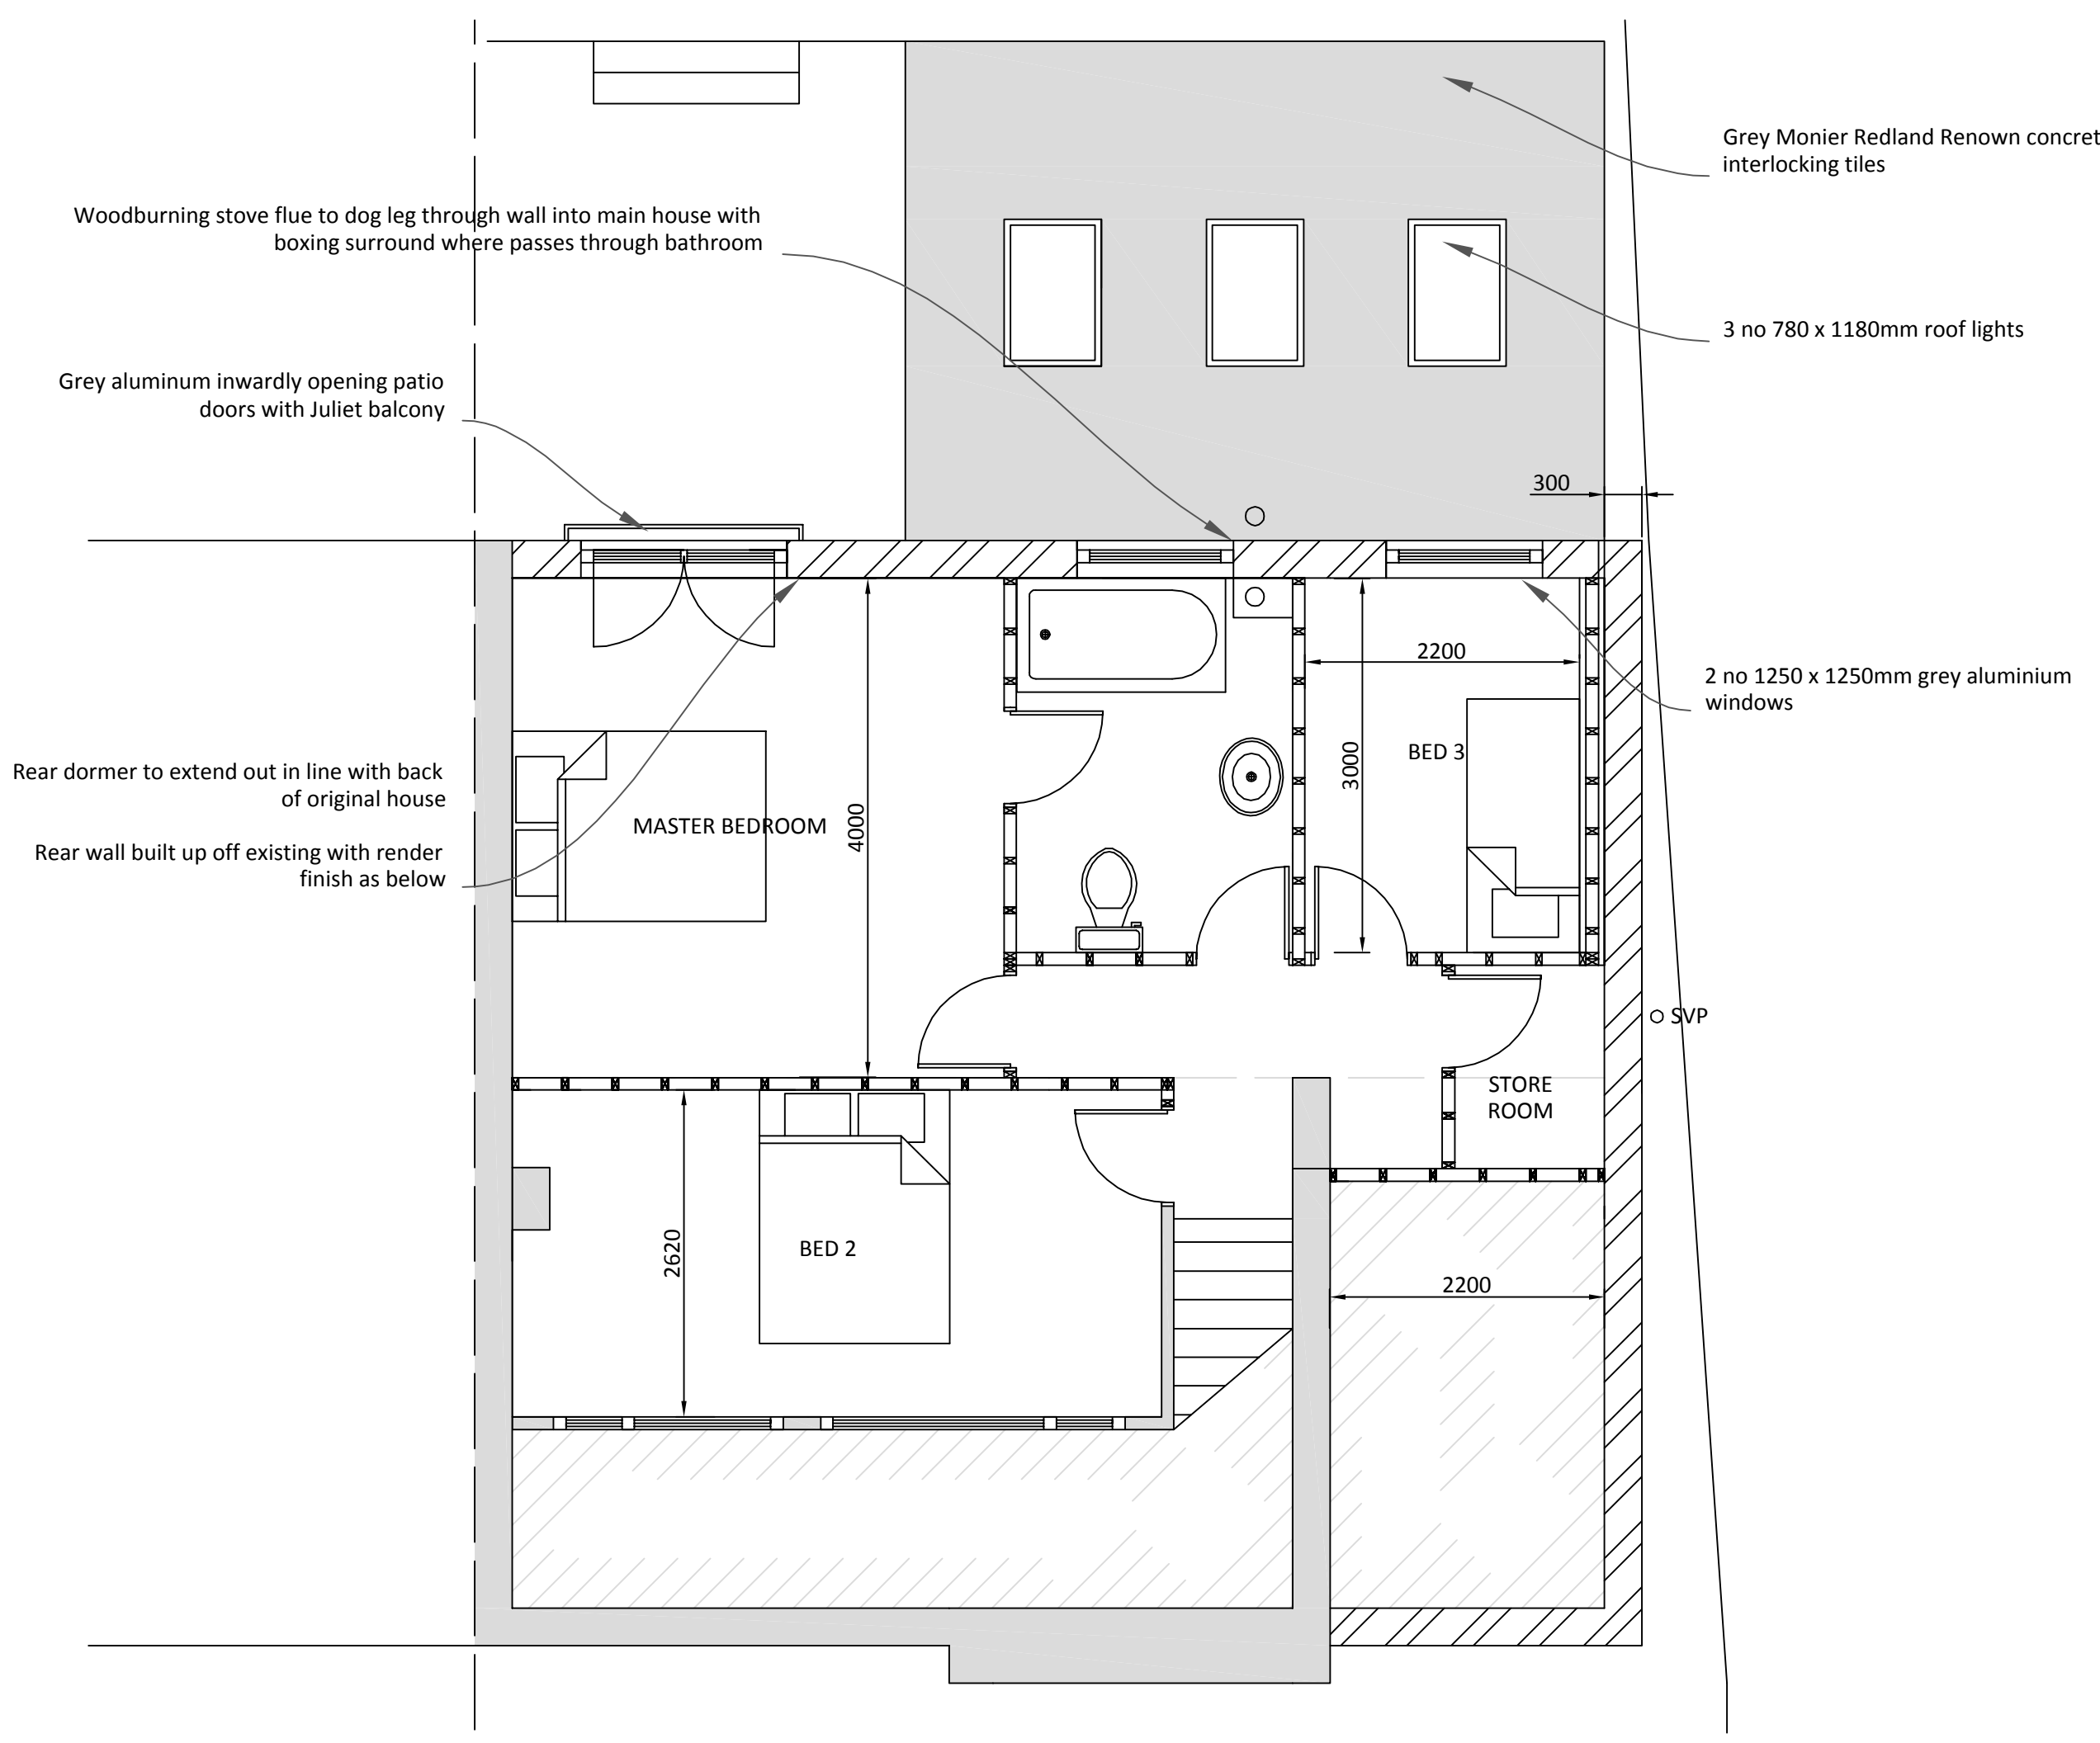 Grey Monier Redland Renown concret
interlocking tiles
Woodburning stove flue to dog leg through wall into main house with
boxing surround where passes through bathroom
3 no 780 x 1180mm roof lights
Grey aluminum inwardly opening patio
doors with Juliet balcony
300
2200
2 no 1250 x 1250mm grey aluminium
windows
3000
BED 3
Rear dormer to extend out in line with back
of original house
MASTER BEDROOM
4000
Rear wall built up off existing with render
finish as below
SVP
STORE
ROOM
2620
BED 2
2200